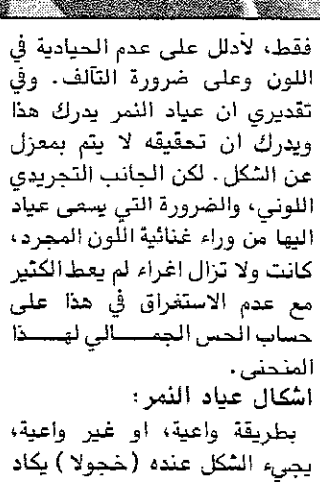 فقط، لأدلل على عدم الحيادية في
اللون وعلى ضرورة التآلف. وفي
تقديري ان عياد النمر يدرك هذا
ويدرك ان تحقيقه لا يتم بمعزل
عن الشكل. لكن الجانب التجريدي
اللوني، والضرورة التي يسعى عياد
اليها من وراء غنائية اللون المجرد،
كانت ولا تزال اغراء لم يعط الكثير
مع عدم الاستغراق في هذا على
حساب الحس الجمـــالي لهـــذا
المنحنى.
اشكال عياد النمر:
بطريقة واعية، او غير واعية،
يجيء الشكل عنده (خجولا) يكاد